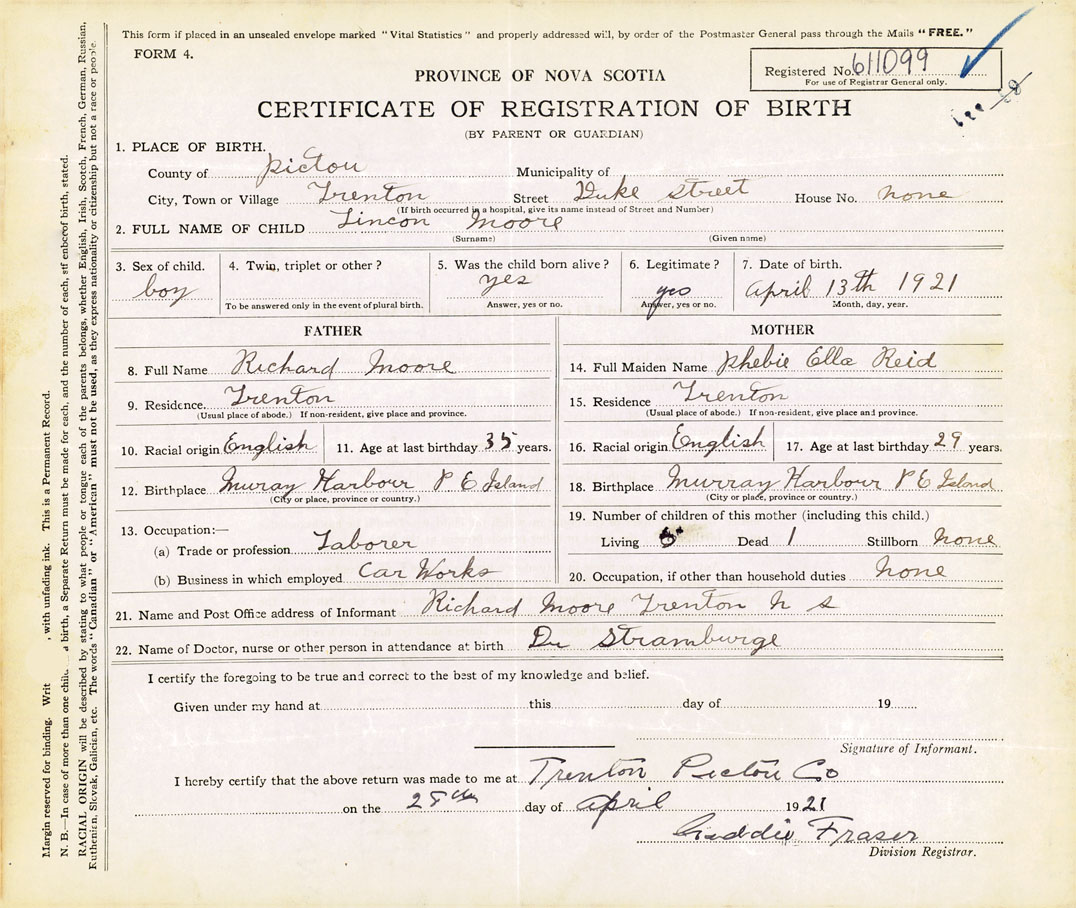 This form if placed in an unsealed envelope marked "Vital Statistics" and properly addressed will, by order of the Postmaster General pass through the Mails "FREE."
FORM 4.
Registered No. 611099
For use of Registrar General only.
PROVINCE OF NOVA SCOTIA
CERTIFICATE OF REGISTRATION OF BIRTH
(BY PARENT OR GUARDIAN)
1. PLACE OF BIRTH.
County of Pictou Municipality of
City, Town or Village Trenton Street Duke Street House No. none
(If birth occurred in a hospital, give its name instead of Street and Number)
2. FULL NAME OF CHILD Lincon Moore
(Surname) (Given name)
3. Sex of child. boy
4. Twin, triplet or other?
To be answered only in the event of plural birth.
5. Was the child born alive? yes
Answer, yes or no.
6. Legitimate? yes
Answer, yes or no.
7. Date of birth. April 13th 1921
Month, day, year.
FATHER
8. Full Name Richard Moore
9. Residence. Trenton
(Usual place of abode.) If non-resident, give place and province.
10. Racial origin English 11. Age at last birthday 35 years.
12. Birthplace Murray Harbour P E Island
(City or place, province or country.)
13. Occupation:—
(a) Trade or profession Laborer
(b) Business in which employed Car Works
MOTHER
14. Full Maiden Name Phebie Ella Reid
15. Residence Trenton
(Usual place of abode.) If non-resident, give place and province.
16. Racial origin English 17. Age at last birthday 29 years.
18. Birthplace Murray Harbour P E Island
(City or place, province or country.)
19. Number of children of this mother (including this child.)
Living Dead 1 Stillborn None
20. Occupation, if other than household duties None
21. Name and Post Office address of Informant Richard Moore Trenton N S
22. Name of Doctor, nurse or other person in attendance at birth Dr Stramburge
I certify the foregoing to be true and correct to the best of my knowledge and belief.
Given under my hand at this day of 19
Signature of Informant.
I hereby certify that the above return was made to me at Trenton Pictou Co
on the day of April 1921
Fraser
Division Registrar.
Margin reserved for binding. Writ , with unfading ink. This is a Permanent Record.
N. B.—In case of more than one chil a birth, a Separate Return must be made for each, and the number of each, of birth, stated.
RACIAL ORIGIN will be described by stating to what people or tongue each of the parents belongs, whether English, Irish, Scotch, French, German, Russian,
Ruthenian, Slovak, Galician, etc. The words "Canadian" or "American" must not be used, as they express nationality or citizenship but not a race or people.